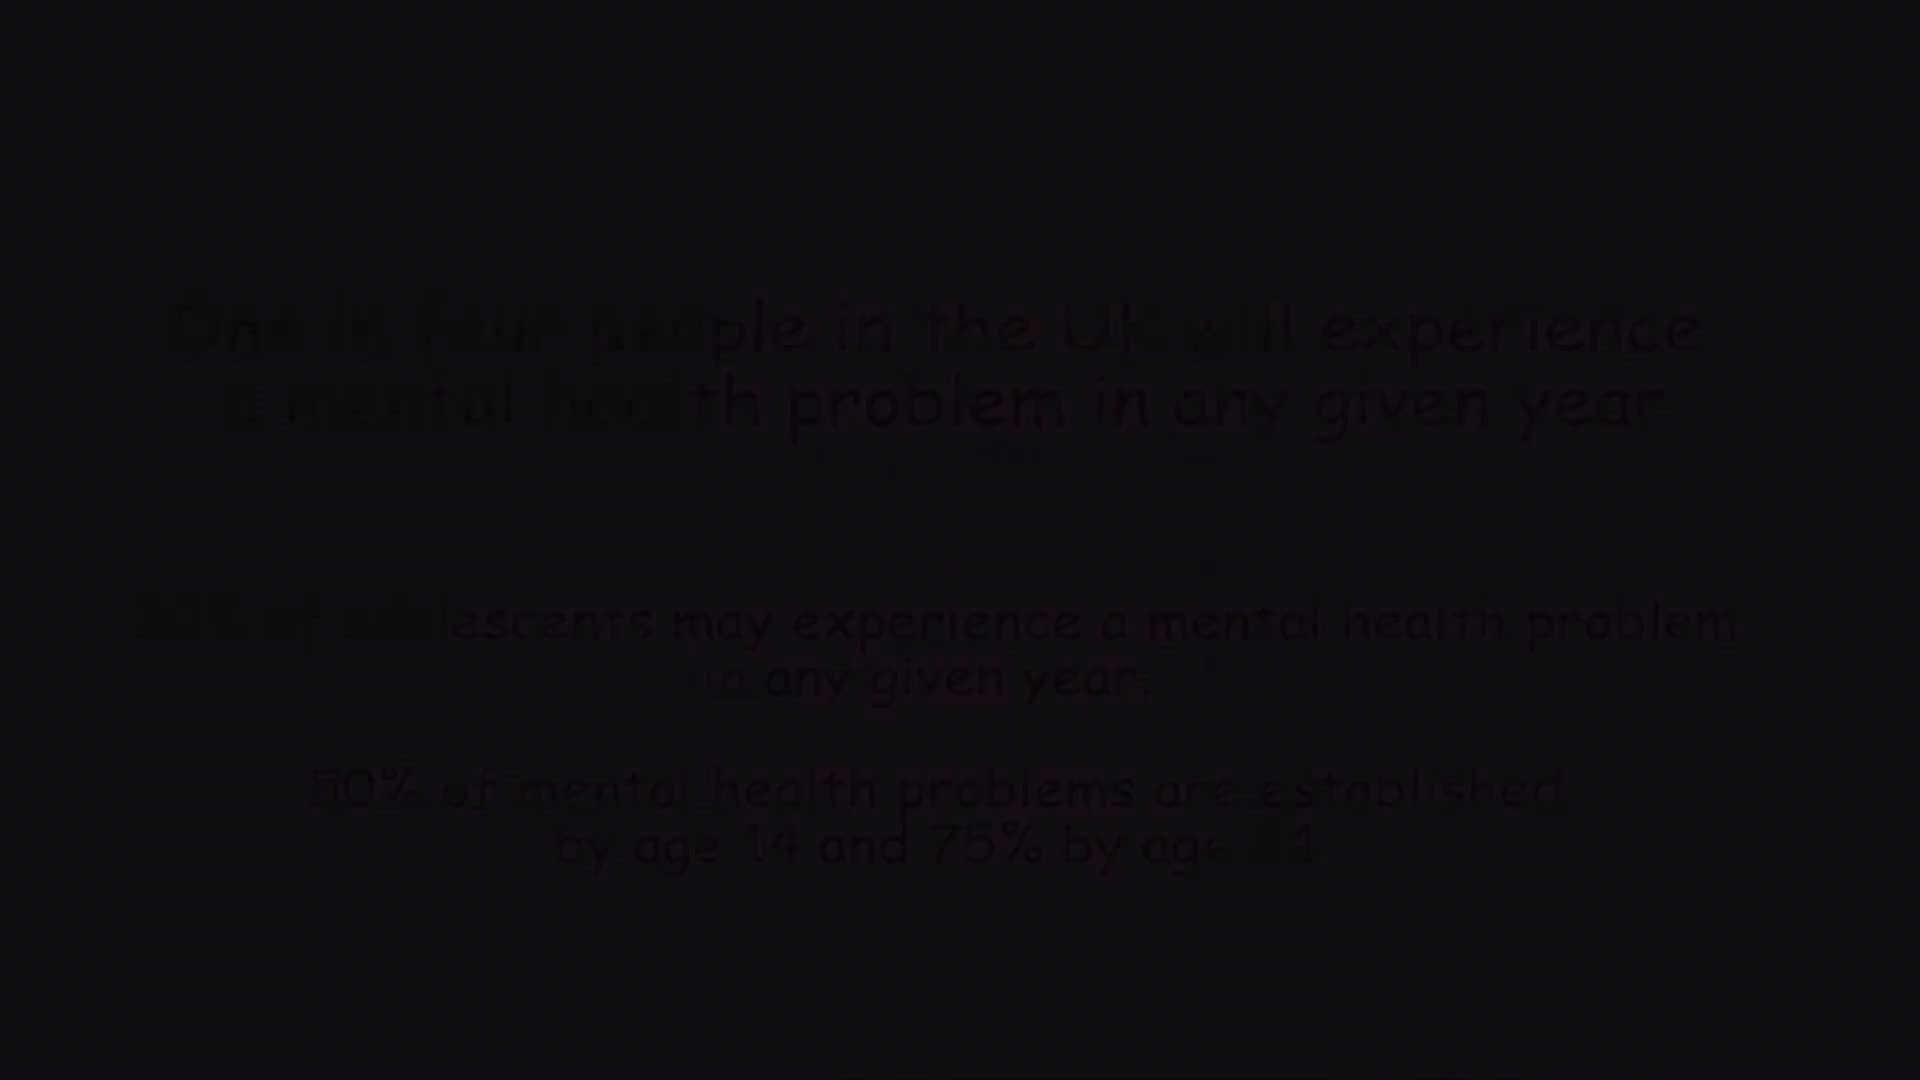 One in four people in the UK will experience
a mental health problem in any given year
20% of adolescents may experience a mental health problem
in any given year.
50% of mental health problems are established
by age 14 and 75% by age